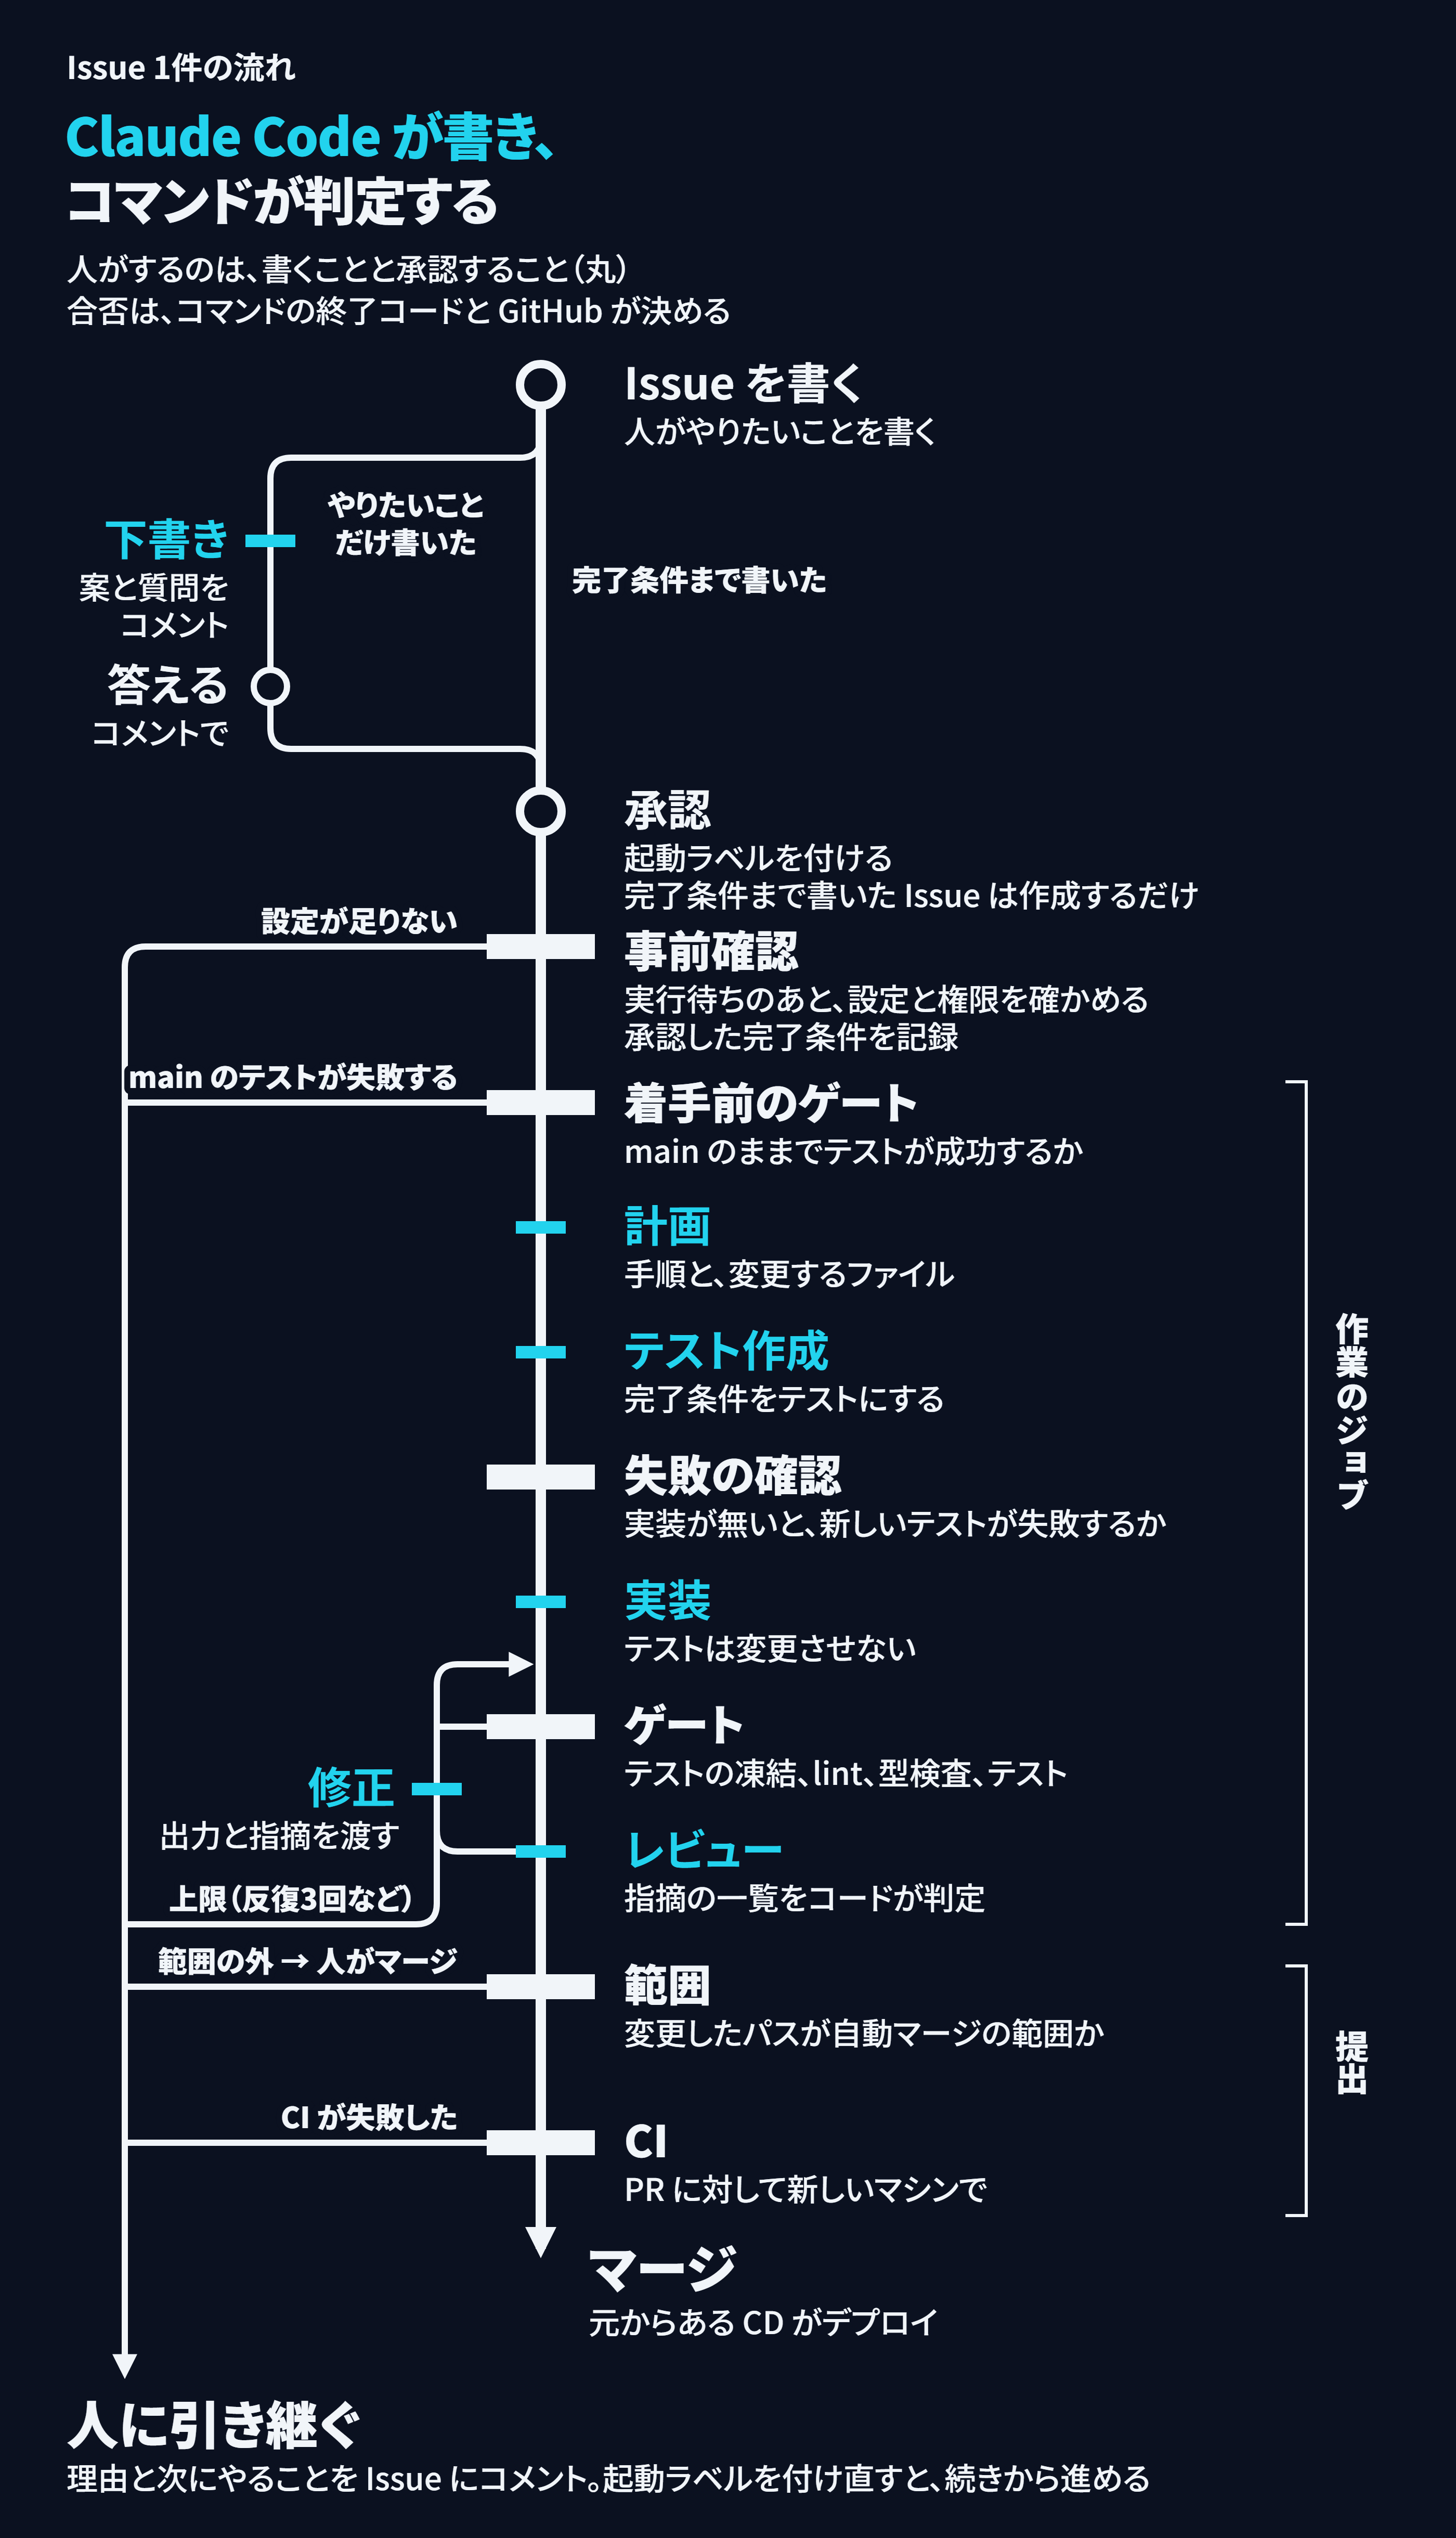 Issue 1件の流れ
Claude Code が書き、
コマンドが判定する
人がするのは、書くことと承認すること（丸）
合否は、コマンドの終了コードと GitHub が決める
Issue を書く
人がやりたいことを書く
やりたいこと
だけ書いた
下書き
案と質問を
コメント
完了条件まで書いた
答える
コメントで
承認
起動ラベルを付ける
完了条件まで書いた Issue は作成するだけ
設定が足りない
事前確認
実行待ちのあと、設定と権限を確かめる
承認した完了条件を記録
main のテストが失敗する
着手前のゲート
main のままでテストが成功するか
計画
手順と、変更するファイル
テスト作成
完了条件をテストにする
作業のジョブ
失敗の確認
実装が無いと、新しいテストが失敗するか
実装
テストは変更させない
ゲート
テストの凍結、lint、型検査、テスト
修正
出力と指摘を渡す
レビュー
指摘の一覧をコードが判定
上限（反復3回など）
範囲の外 → 人がマージ
範囲
変更したパスが自動マージの範囲か
提出
CI が失敗した
CI
PR に対して新しいマシンで
マージ
元からある CD がデプロイ
人に引き継ぐ
理由と次にやることを Issue にコメント。起動ラベルを付け直すと、続きから進める